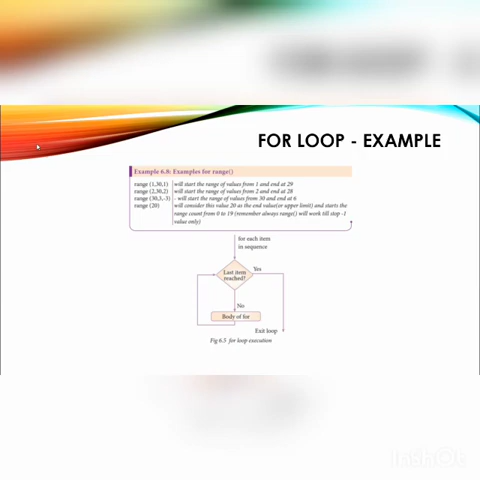 FOR LOOP - EXAMPLE
Example 6.8: Examples for range()
range (1,30,1) will start the range of values from 1 and end at 29
range (2,30,2) will start the range of values from 2 and end at 28
range (30,3,-3) - will start the range of values from 30 and end at 6
range (20) will consider this value 20 as the end value(or upper limit) and starts the
range count from 0 to 19 (remember always range() will work till stop -1
value only)
for each item
in sequence
Last item
reached?
Yes
No
Body of for
Exit loop
Fig 6.5 for loop execution